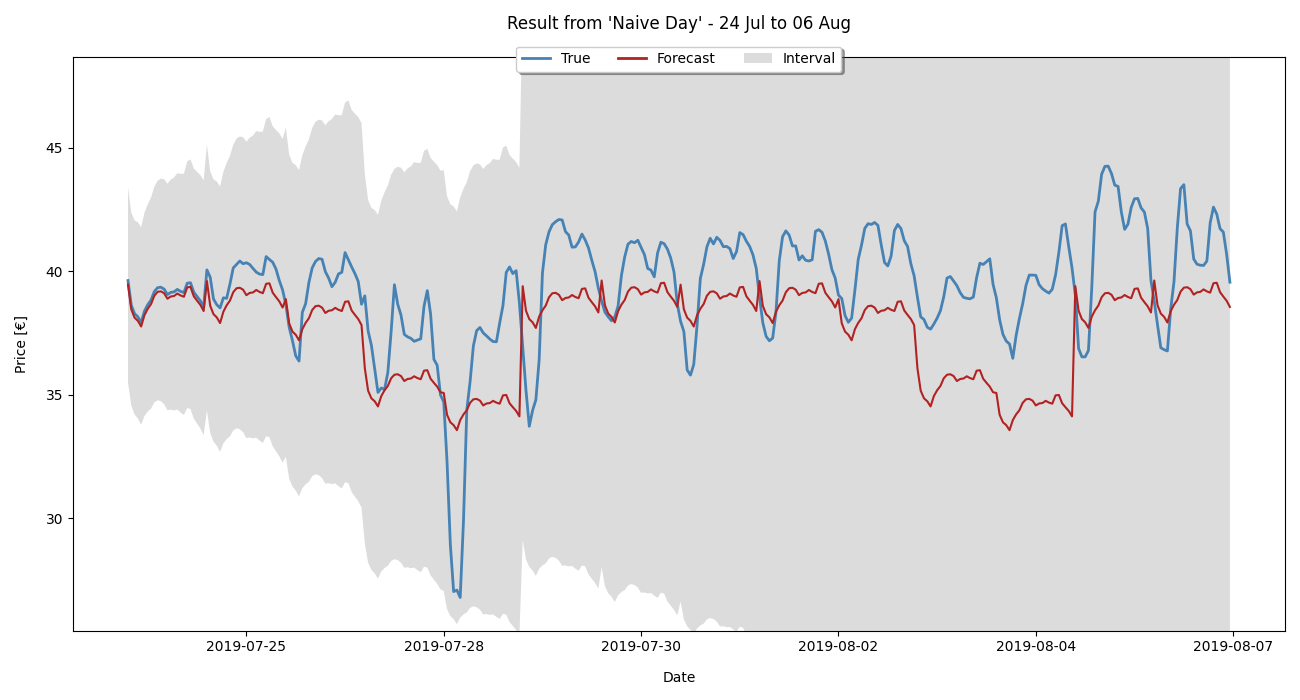 Result from 'Naive Day' - 24 Jul to 06 Aug
True Forecast Interval
45
40
35
30
Price [€]
2019-07-25 2019-07-28 2019-07-30 2019-08-02 2019-08-04 2019-08-07
Date